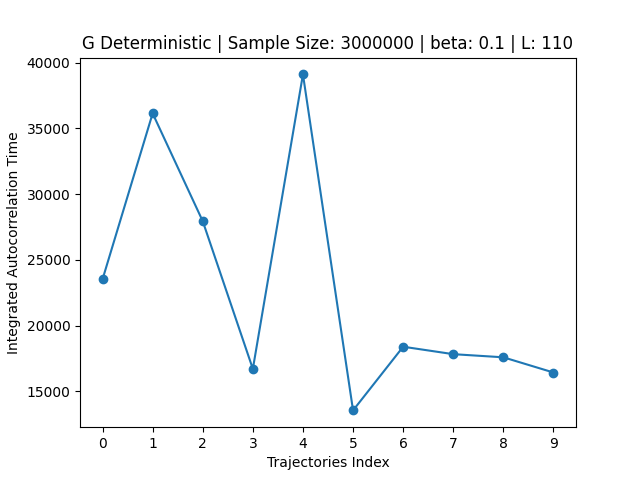 G Deterministic | Sample Size: 3000000 | beta: 0.1 | L: 110
40000
35000
30000
25000
20000
15000
Integrated Autocorrelation Time
0 1 2 3 4 5 6 7 8 9
Trajectories Index